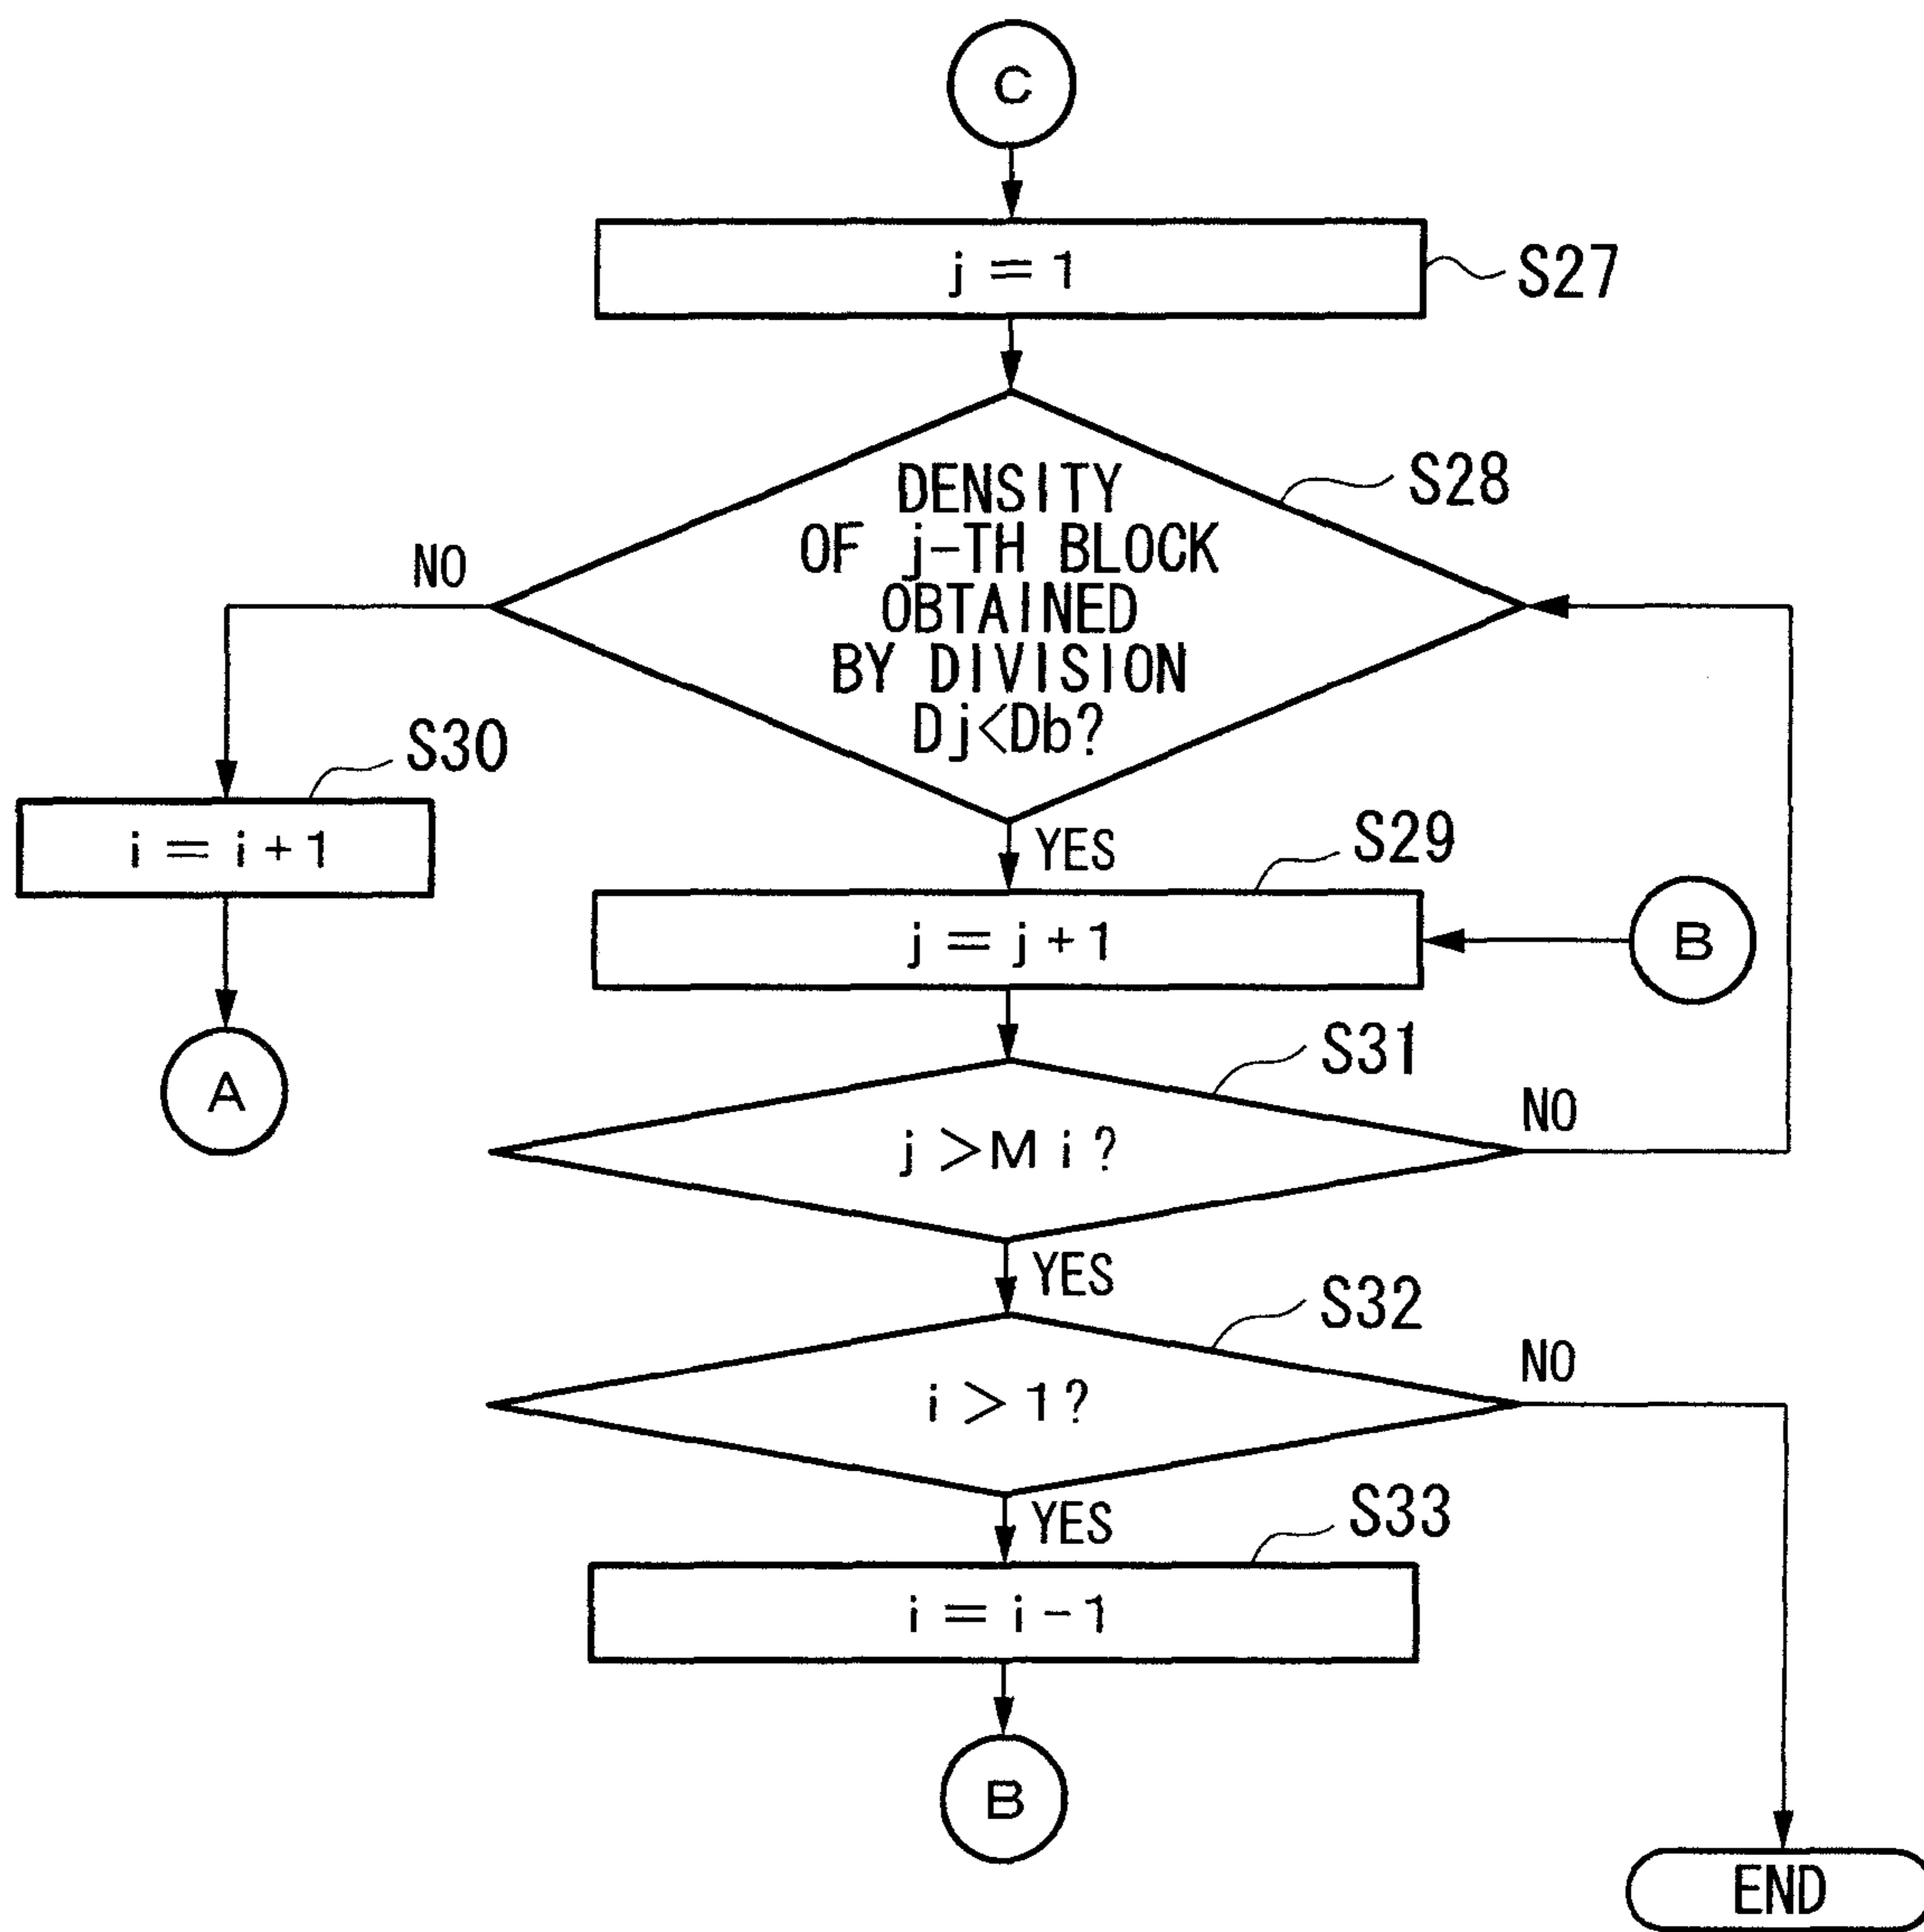 C
j = 1
S27
DENSITY
OF j-TH BLOCK
OBTAINED
BY DIVISION
Dj<Db?
S28
NO
S30
i = i+1
A
YES
S29
j = j+1
B
S31
j >M i ?
NO
YES
S32
i > 1?
NO
YES
S33
i = i-1
B
END